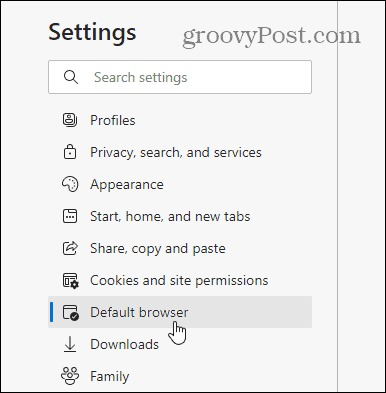 Settings
groovyPost.com
Search settings
Profiles
Privacy, search, and services
Appearance
Start, home, and new tabs
Share, copy and paste
Cookies and site permissions
Default browser
Downloads
Family